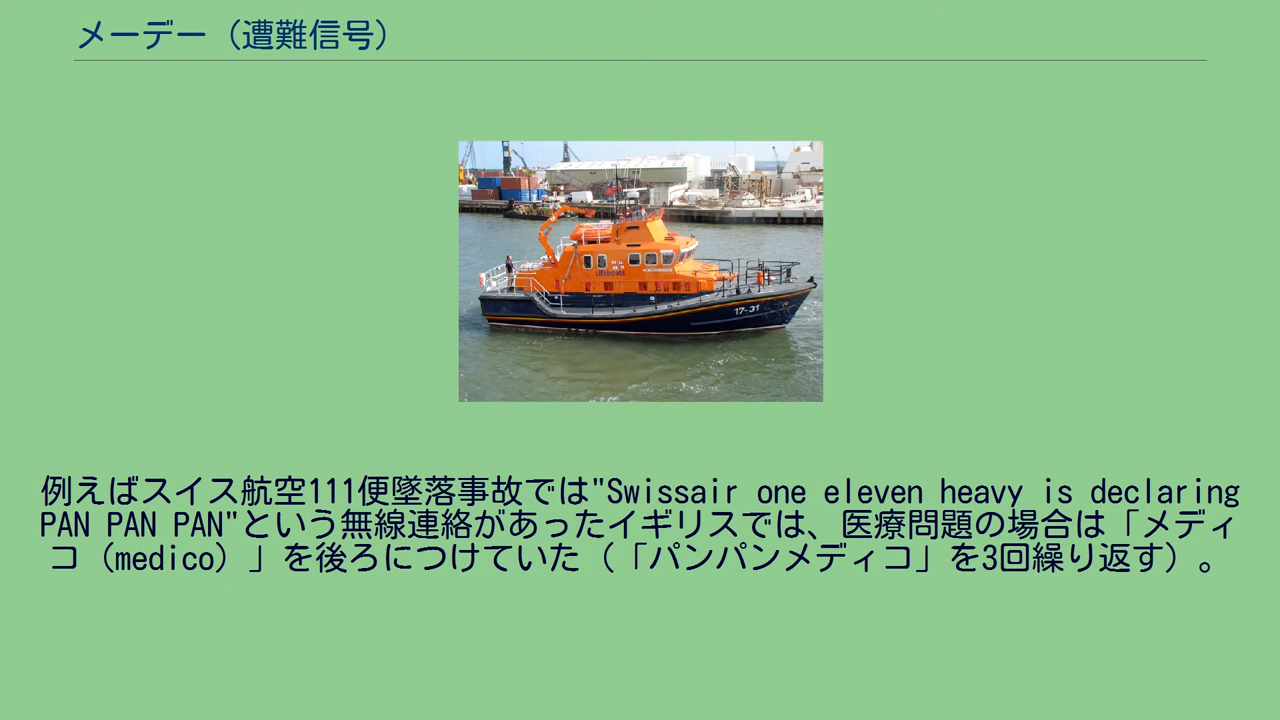 メーデー（遭難信号）
Lifeboats
17-31
例えばスイス航空111便墜落事故では"Swissair one eleven heavy is declaring
PAN PAN PAN"という無線連絡があったイギリスでは、医療問題の場合は「メディ
コ（medico）」を後ろにつけていた（「パンパンメディコ」を3回繰り返す）。